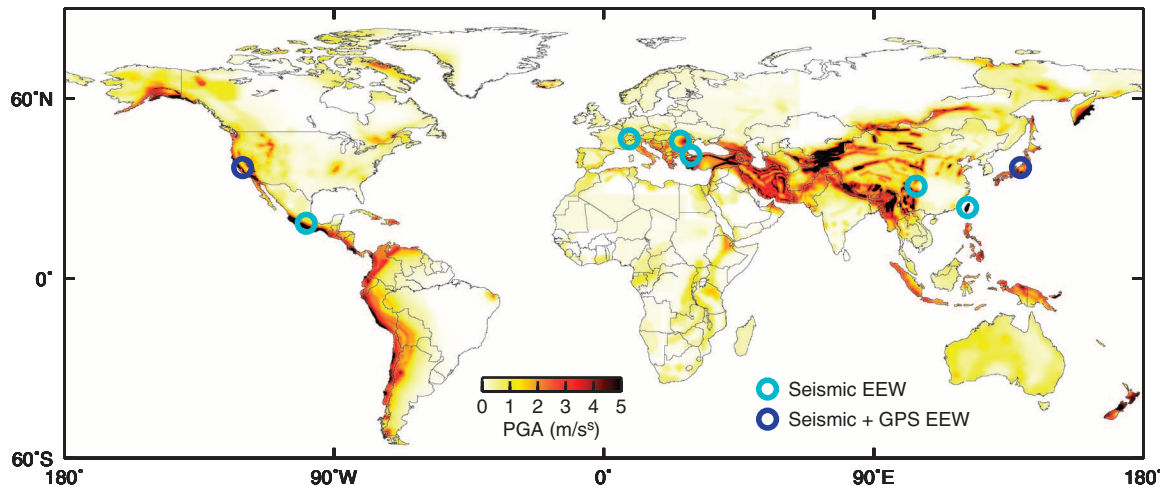 60˚N
0˚
60˚S
180˚
90˚W
0˚
90˚E
180˚
0 1 2 3 4 5
PGA (m/sˢ)
Seismic EEW
Seismic + GPS EEW